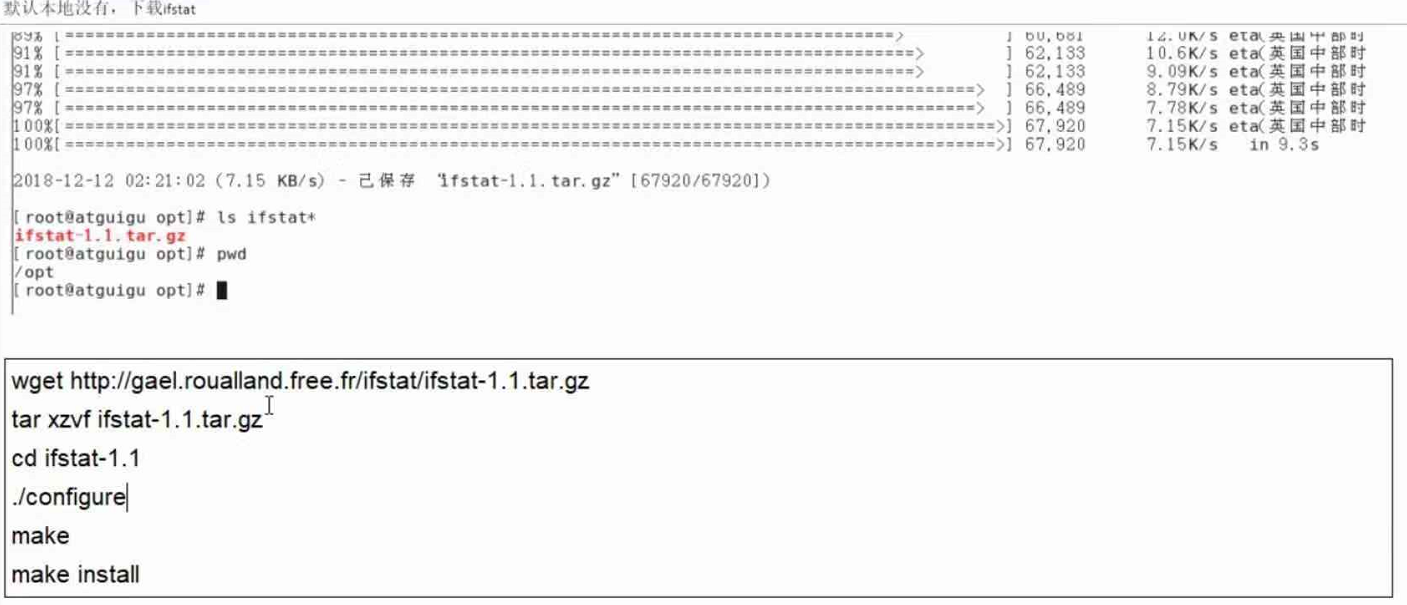 默认本地没有，下载ifstat
89% [==================================================================================> ] 60,681 12.0K/s eta(英国中部时
91% [====================================================================================> ] 62,133 10.6K/s eta(英国中部时
91% [====================================================================================> ] 62,133 9.09K/s eta(英国中部时
97% [==========================================================================================> ] 66,489 8.79K/s eta(英国中部时
97% [==========================================================================================> ] 66,489 7.78K/s eta(英国中部时
100%[============================================================================================>] 67,920 7.15K/s eta(英国中部时
100%[============================================================================================>] 67,920 7.15K/s in 9.3s
2018-12-12 02:21:02 (7.15 KB/s) - 已保存 “ifstat-1.1.tar.gz” [67920/67920])
[root@atguigu opt]# ls ifstat*
ifstat-1.1.tar.gz
[root@atguigu opt]# pwd
/opt
[root@atguigu opt]#
wget http://gael.roualland.free.fr/ifstat/ifstat-1.1.tar.gz
tar xzvf ifstat-1.1.tar.gz
cd ifstat-1.1
./configure
make
make install